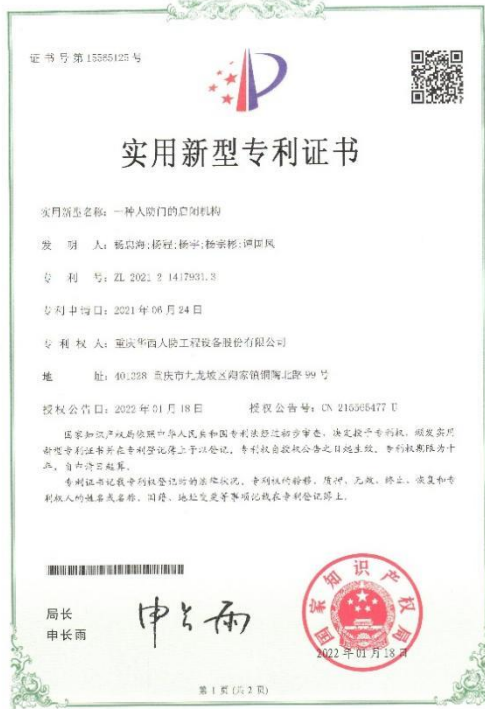 证书号第15585125号
实用新型专利证书
实用新型名称：一种人防门的启闭机构
发 明 人：杨启海;杨程;杨宇;杨崇彬;谭国凤
专 利 号：ZL 2021 2 1417931.3
专利申请日：2021年06月24日
专 利 权 人：重庆华西人防工程设备股份有限公司
地 址：401328 重庆市九龙坡区陶家镇铜陶北路99号
授权公告日：2022年01月18日 授权公告号：CN 215565477 U
国家知识产权局依照中华人民共和国专利法经过初步审查，决定授予专利权，颁发实用
新型专利证书并在专利登记簿上予以登记，专利权自授权公告之日起生效，专利权期限为十
年，自申请日起算。
专利证书记载专利权登记时的法律状况，专利权的转移、质押、无效、终止、恢复和专
利权人的姓名或名称、国籍、地址变更等事项记载在专利登记簿上。
局长
申长雨
申长雨
国家知识产权局
2022年01月18日
第1页(共2页)